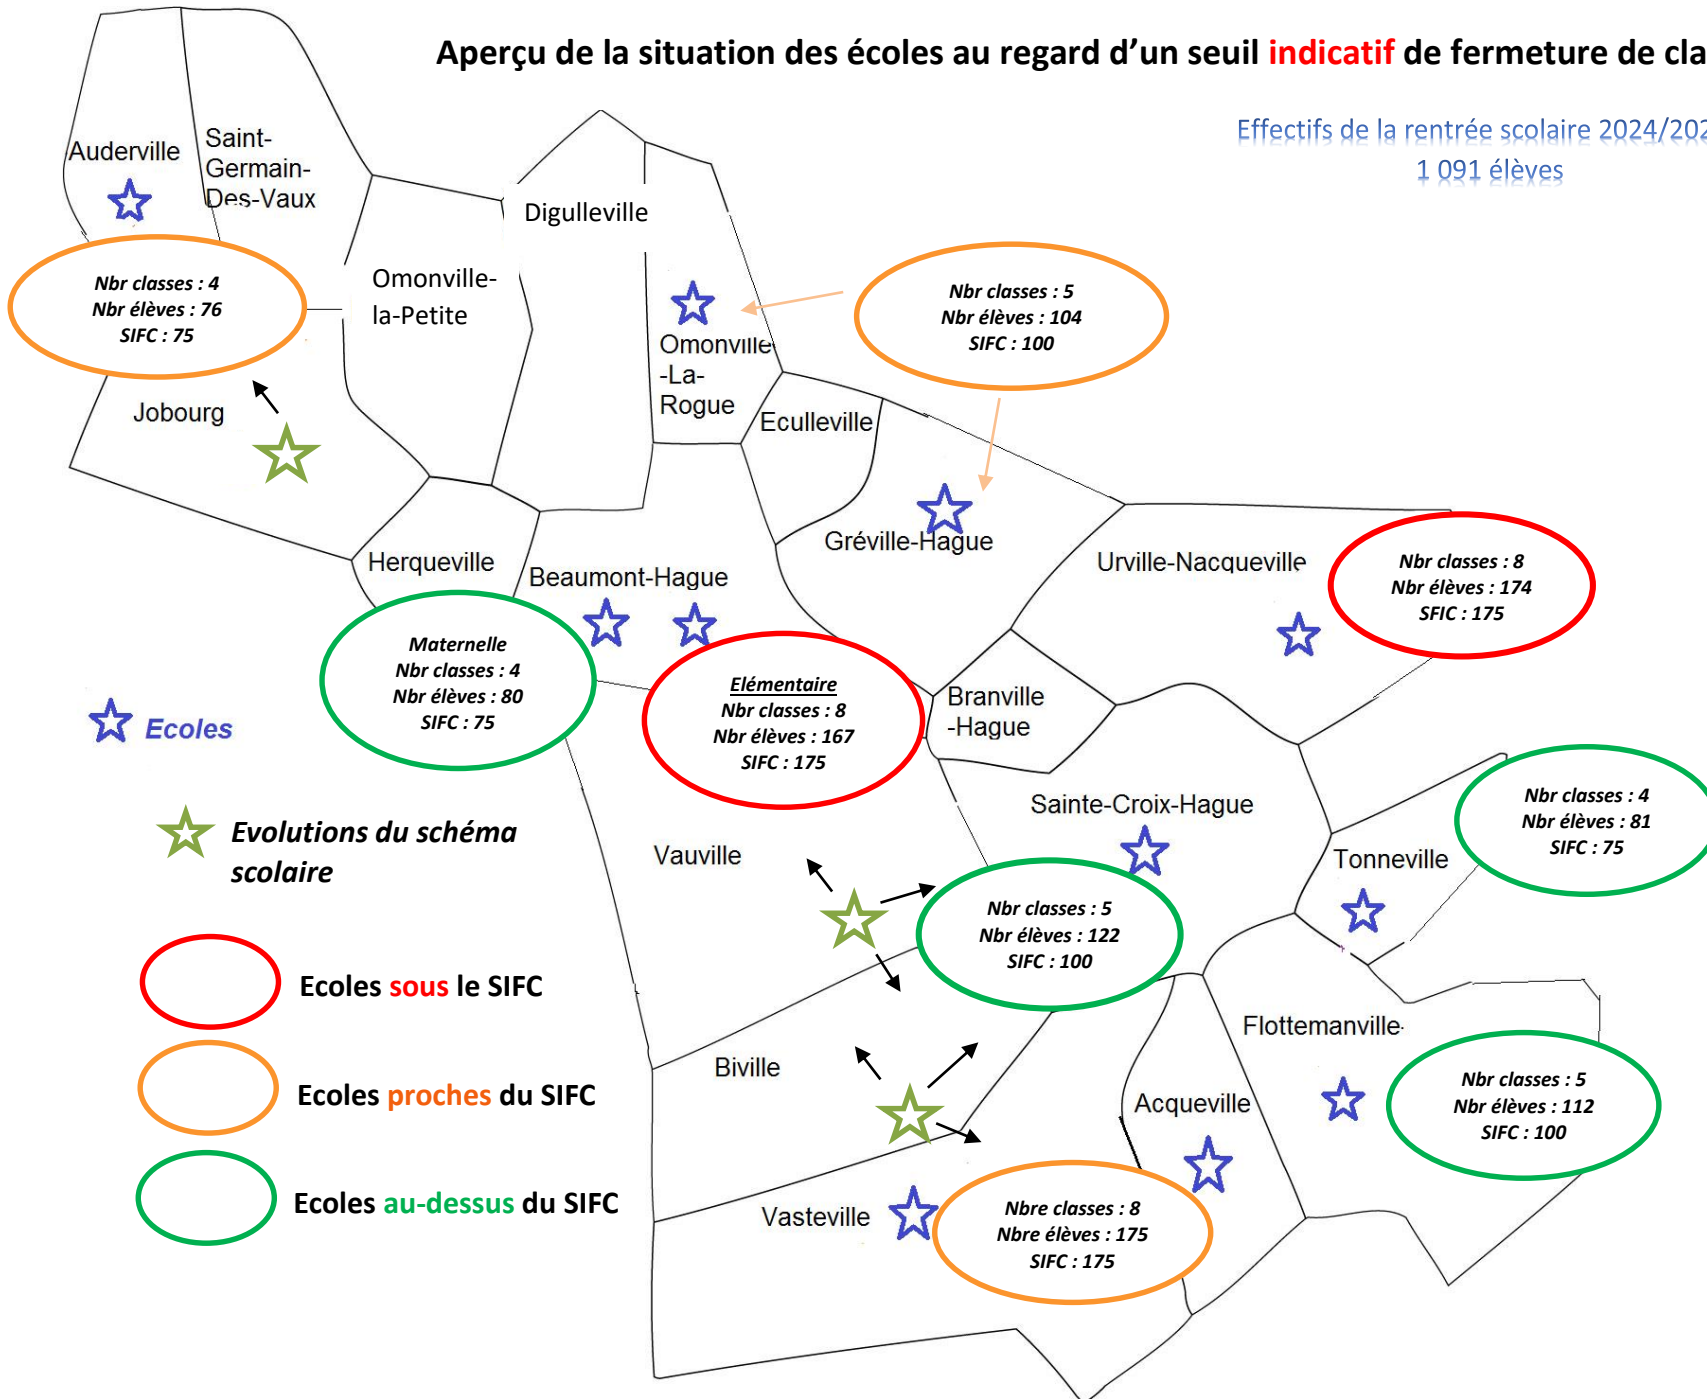 Aperçu de la situation des écoles au regard d’un seuil indicatif de fermeture de cla
Effectifs de la rentrée scolaire 2024/202
1 091 élèves
Auderville
Saint-
Germain-
Des-Vaux
Digulleville
Omonville-
la-Petite
Nbr classes : 4
Nbr élèves : 76
SIFC : 75
Nbr classes : 5
Nbr élèves : 104
SIFC : 100
Omonville
-La-
Rogue
Jobourg
Eculleville
Gréville-Hague
Herqueville
Beaumont-Hague
Urville-Nacqueville
Nbr classes : 8
Nbr élèves : 174
SFIC : 175
Maternelle
Nbr classes : 4
Nbr élèves : 80
SIFC : 75
Elémentaire
Nbr classes : 8
Nbr élèves : 167
SIFC : 175
Branville
-Hague
Ecoles
Sainte-Croix-Hague
Nbr classes : 4
Nbr élèves : 81
SIFC : 75
Evolutions du schéma
scolaire
Vauville
Tonneville
Nbr classes : 5
Nbr élèves : 122
SIFC : 100
Ecoles sous le SIFC
Flottemanville-
Biville
Ecoles proches du SIFC
Acqueville
Nbr classes : 5
Nbr élèves : 112
SIFC : 100
Ecoles au-dessus du SIFC
Vasteville
Nbre classes : 8
Nbre élèves : 175
SIFC : 175